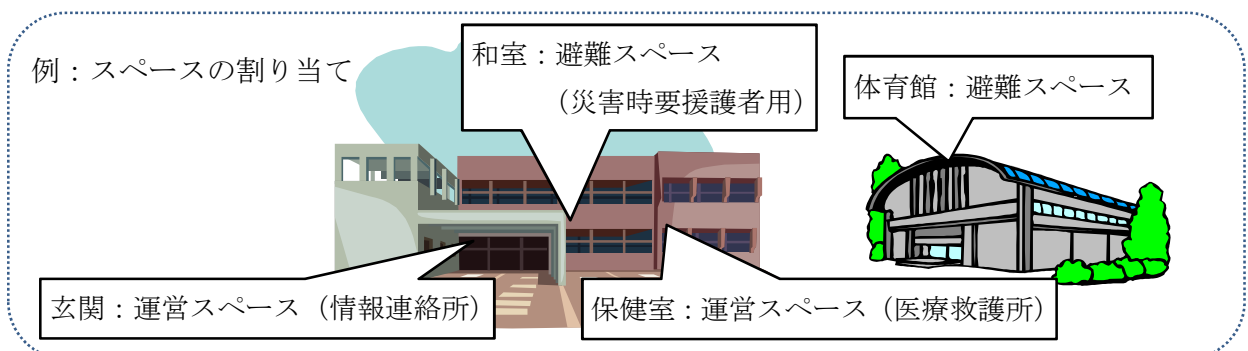 例：スペースの割り当て
和室：避難スペース
（災害時要援護者用）
体育館：避難スペース
玄関：運営スペース（情報連絡所）
保健室：運営スペース（医療救護所）